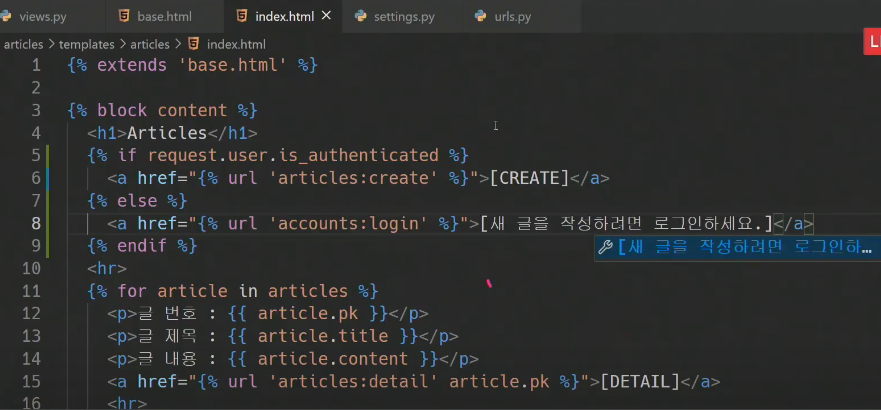 views.py base.html index.html settings.py urls.py
articles > templates > articles > index.html
L
1 {% extends 'base.html' %}
2
3 {% block content %}
4 <h1>Articles</h1>
5 {% if request.user.is_authenticated %}
6 <a href="{% url 'articles:create' %}">[CREATE]</a>
7 {% else %}
8 <a href="{% url 'accounts:login' %}">[새 글을 작성하려면 로그인하세요.]</a>
9 {% endif %}
[새 글을 작성하려면 로그인하…
10 <hr>
11 {% for article in articles %}
12 <p>글 번호 : {{ article.pk }}</p>
13 <p>글 제목 : {{ article.title }}</p>
14 <p>글 내용 : {{ article.content }}</p>
15 <a href="{% url 'articles:detail' article.pk %}">[DETAIL]</a>
16 <hr>